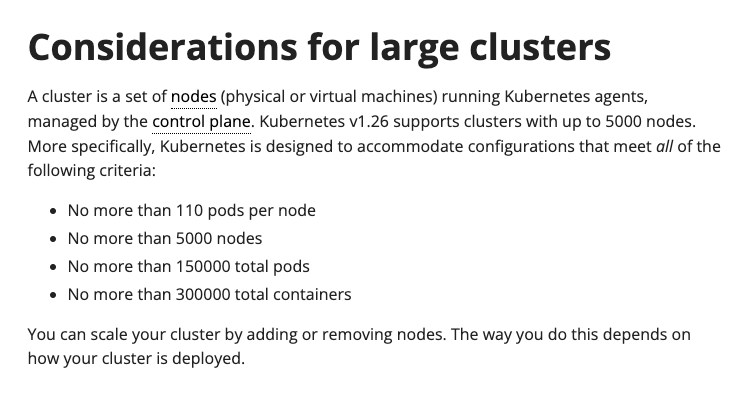 Considerations for large clusters
A cluster is a set of nodes (physical or virtual machines) running Kubernetes agents,
managed by the control plane. Kubernetes v1.26 supports clusters with up to 5000 nodes.
More specifically, Kubernetes is designed to accommodate configurations that meet all of the
following criteria:
• No more than 110 pods per node
• No more than 5000 nodes
• No more than 150000 total pods
• No more than 300000 total containers
You can scale your cluster by adding or removing nodes. The way you do this depends on
how your cluster is deployed.